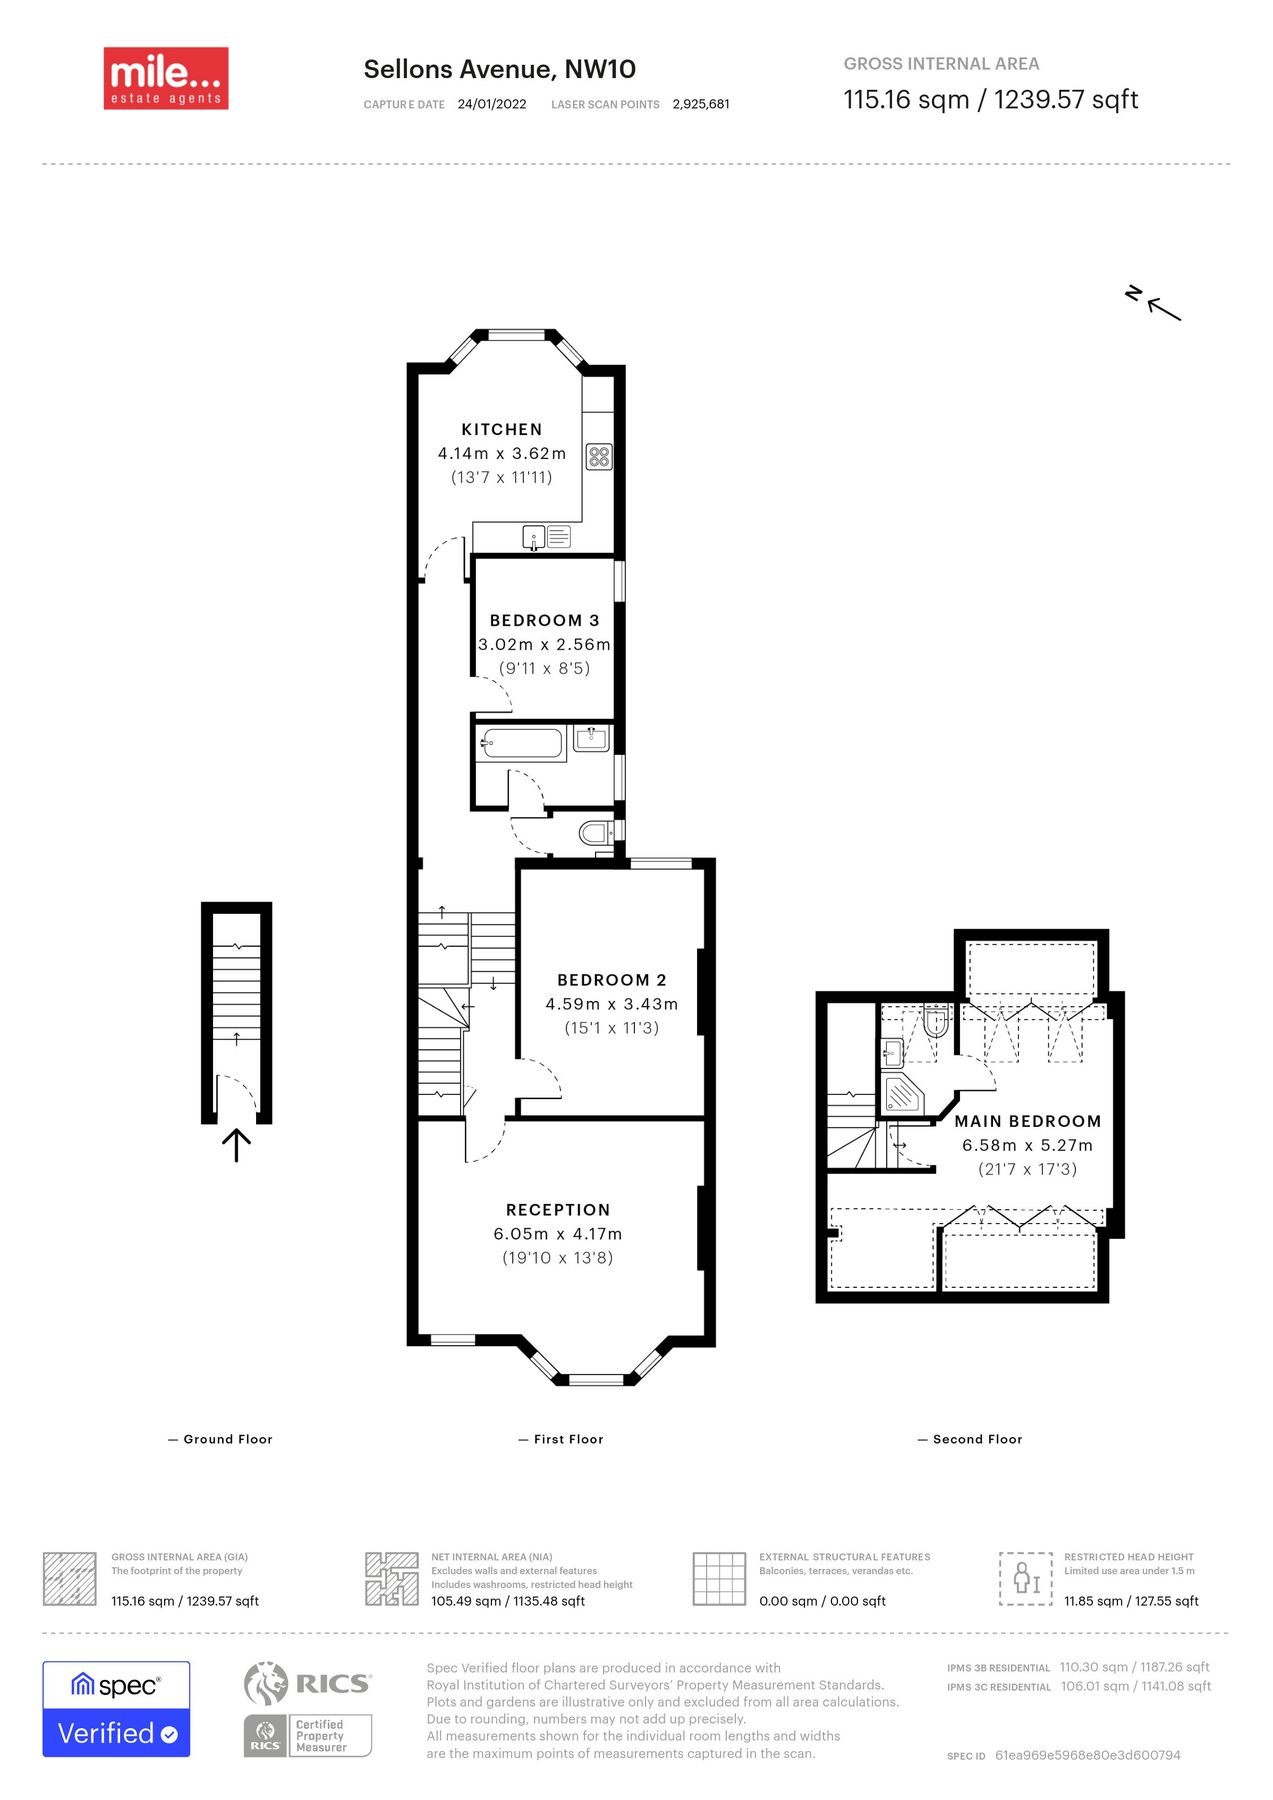 mile...
estate agents
Sellons Avenue, NW10
CAPTURE DATE 24/01/2022 LASER SCAN POINTS 2,925,681
GROSS INTERNAL AREA
115.16 sqm / 1239.57 sqft
N
KITCHEN
4.14m x 3.62m
(13'7 x 11'11)
BEDROOM 3
3.02m x 2.56m
(9'11 x 8'5)
BEDROOM 2
4.59m x 3.43m
(15'1 x 11'3)
MAIN BEDROOM
6.58m x 5.27m
(21'7 x 17'3)
RECEPTION
6.05m x 4.17m
(19'10 x 13'8)
— Ground Floor
— First Floor
— Second Floor
GROSS INTERNAL AREA (GIA)
The footprint of the property
115.16 sqm / 1239.57 sqft
NET INTERNAL AREA (NIA)
Excludes walls and external features
Includes washrooms, restricted head height
105.49 sqm / 1135.48 sqft
EXTERNAL STRUCTURAL FEATURES
Balconies, terraces, verandas etc.
0.00 sqm / 0.00 sqft
RESTRICTED HEAD HEIGHT
Limited use area under 1.5 m
11.85 sqm / 127.55 sqft
spec®
Verified
RICS
RICS
Certified
Property
Measurer
Spec Verified floor plans are produced in accordance with
Royal Institution of Chartered Surveyors' Property Measurement Standards.
Plots and gardens are illustrative only and excluded from all area calculations.
Due to rounding, numbers may not add up precisely.
All measurements shown for the individual room lengths and widths
are the maximum points of measurements captured in the scan.
IPMS 3B RESIDENTIAL 110.30 sqm / 1187.26 sqft
IPMS 3C RESIDENTIAL 106.01 sqm / 1141.08 sqft
SPEC ID 61ea969e5968e80e3d600794